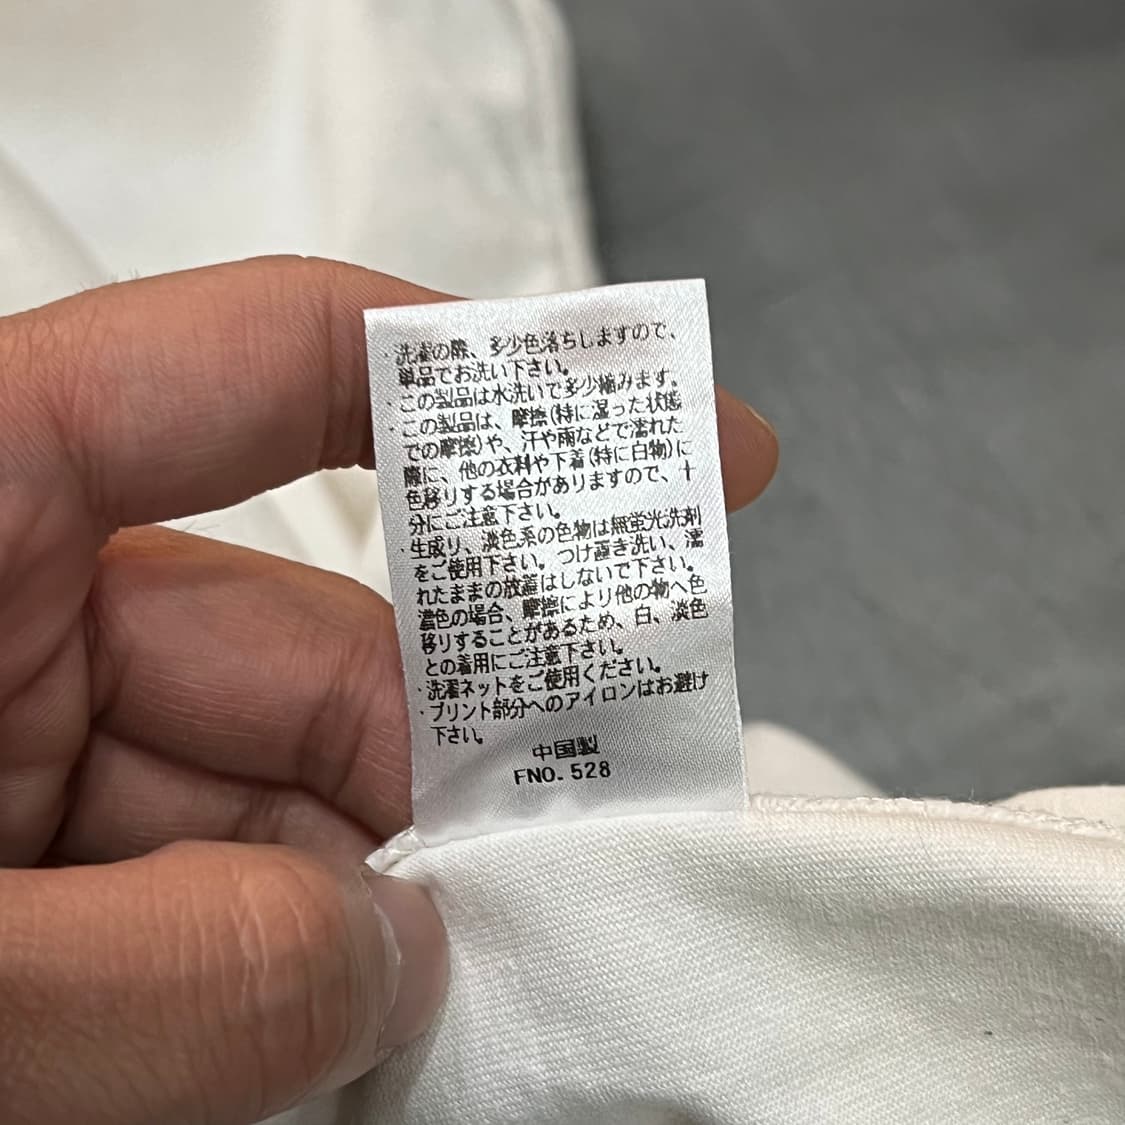 ・洗濯の際、多少色落ちしますので、
単品でお洗い下さい。
・この製品は水洗いで多少縮みます。
・この製品は、摩擦(特に湿った状態
での摩擦)や、汗や雨などで濡れた
際に、他の衣料や下着(特に白物)に
色移りする場合がありますので、十
分にご注意下さい。
・生成り、淡色系の色物は無蛍光洗剤
をご使用下さい。つけ置き洗い、濡
れたままの放置はしないで下さい。
濃色の場合、摩擦により他の物へ色
移りすることがあるため、白、淡色
との着用にご注意下さい。
・洗濯ネットをご使用ください。
・プリント部分へのアイロンはお避け
下さい。
中国製
FNO. 528